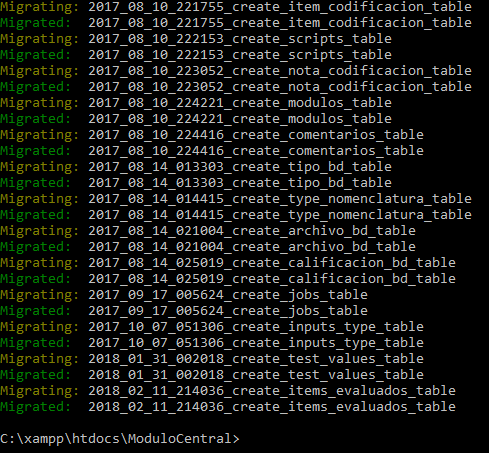 Migrating: 2017_08_10_221755_create_item_codificacion_table
Migrated:  2017_08_10_221755_create_item_codificacion_table
Migrating: 2017_08_10_222153_create_scripts_table
Migrated:  2017_08_10_222153_create_scripts_table
Migrating: 2017_08_10_223052_create_nota_codificacion_table
Migrated:  2017_08_10_223052_create_nota_codificacion_table
Migrating: 2017_08_10_224221_create_modulos_table
Migrated:  2017_08_10_224221_create_modulos_table
Migrating: 2017_08_10_224416_create_comentarios_table
Migrated:  2017_08_10_224416_create_comentarios_table
Migrating: 2017_08_14_013303_create_tipo_bd_table
Migrated:  2017_08_14_013303_create_tipo_bd_table
Migrating: 2017_08_14_014415_create_type_nomenclatura_table
Migrated:  2017_08_14_014415_create_type_nomenclatura_table
Migrating: 2017_08_14_021004_create_archivo_bd_table
Migrated:  2017_08_14_021004_create_archivo_bd_table
Migrating: 2017_08_14_025019_create_calificacion_bd_table
Migrated:  2017_08_14_025019_create_calificacion_bd_table
Migrating: 2017_09_17_005624_create_jobs_table
Migrated:  2017_09_17_005624_create_jobs_table
Migrating: 2017_10_07_051306_create_inputs_type_table
Migrated:  2017_10_07_051306_create_inputs_type_table
Migrating: 2018_01_31_002018_create_test_values_table
Migrated:  2018_01_31_002018_create_test_values_table
Migrating: 2018_02_11_214036_create_items_evaluados_table
Migrated:  2018_02_11_214036_create_items_evaluados_table
C:\xampp\htdocs\ModuloCentral>